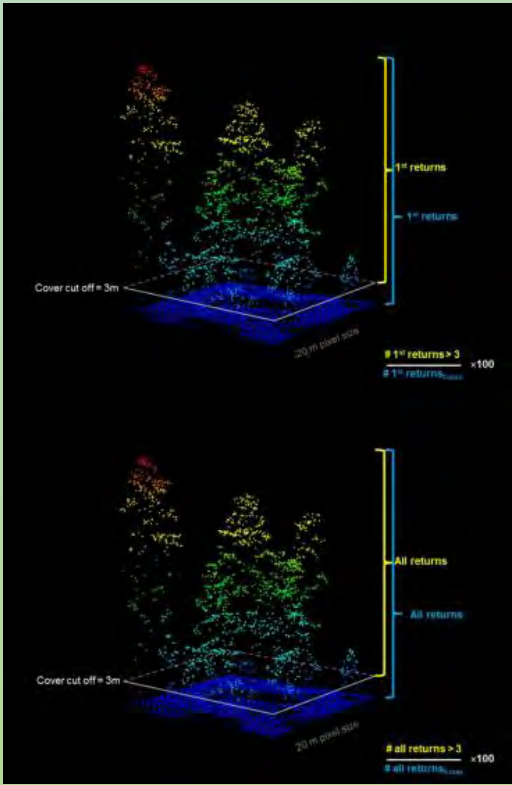 1st returns
1st returns
Cover cut off = 3m
20 m pixel size
# 1st returns > 3
# 1st returns
×100
All returns
All returns
Cover cut off = 3m
20 m pixel size
# all returns > 3
# all returns
×100